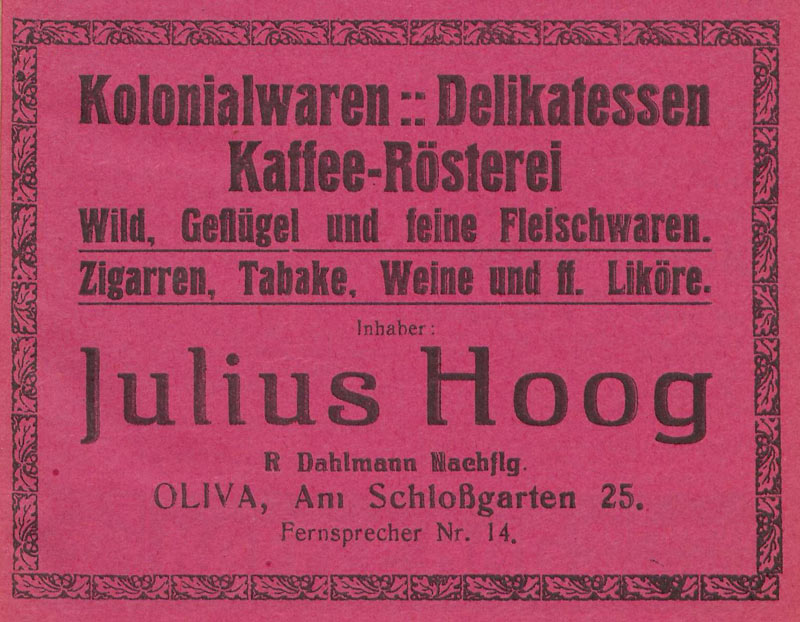 Kolonialwaren :: Delikatessen
Kaffee-Rösterei
Wild, Geflügel und feine Fleischwaren.
Zigarren, Tabake, Weine und ff. Liköre.
Inhaber:
Julius Hoog
R Dahlmann Nachflg.
OLIVA, Am Schloßgarten 25.
Fernsprecher Nr. 14.